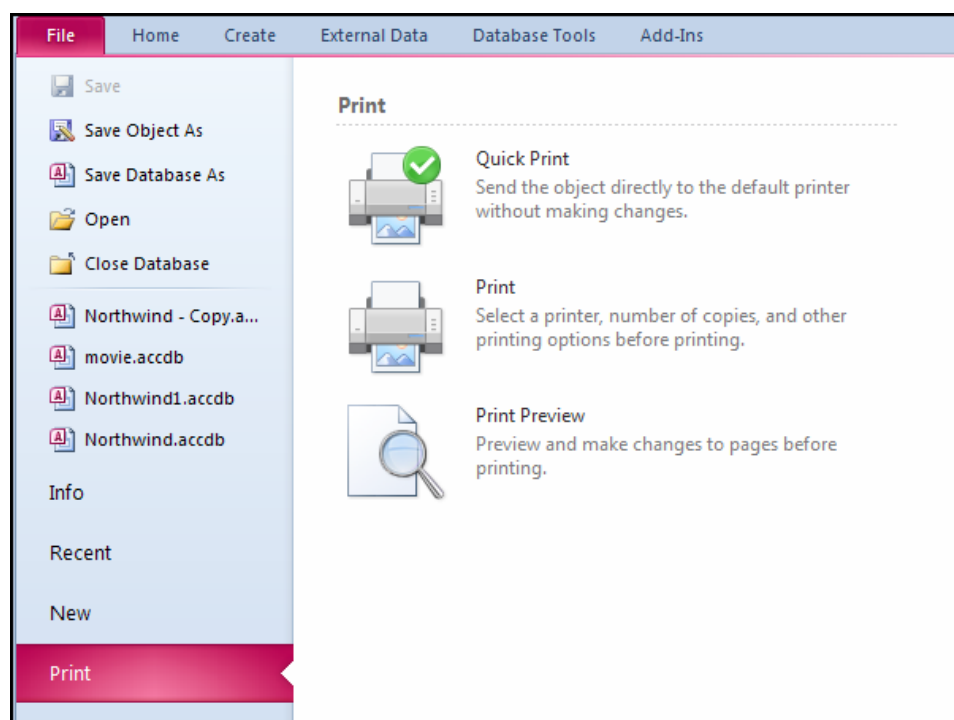 File Home Create External Data Database Tools Add-Ins
Save
Save Object As
Save Database As
Open
Close Database
Northwind - Copy.a...
movie.accdb
Northwind1.accdb
Northwind.accdb
Info
Recent
New
Print
Print
Quick Print
Send the object directly to the default printer
without making changes.
Print
Select a printer, number of copies, and other
printing options before printing.
Print Preview
Preview and make changes to pages before
printing.